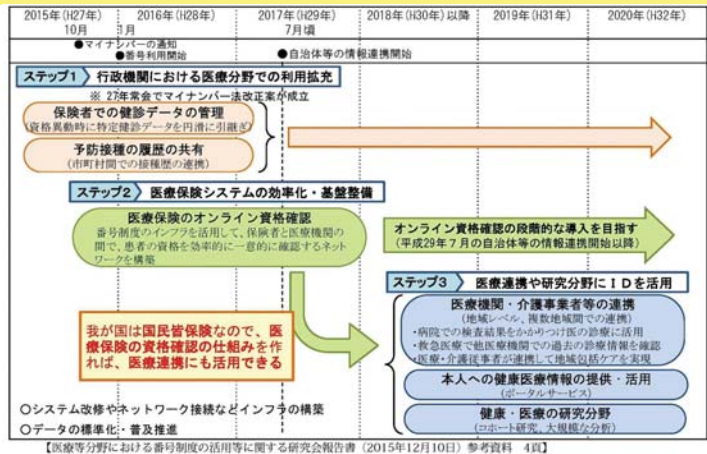 2015年(H27年) 2016年(H28年) 2017年(H29年) 2018年(H30年)以降 2019年(H31年) 2020年(H32年)
10月 1月 7月頃
●マイナンバーの通知
●番号利用開始 ●自治体等の情報連携開始
ステップ1 行政機関における医療分野での利用拡充
※ 27年常会でマイナンバー法改正案が成立
保険者での健診データの管理
(資格異動時に特定健診データを円滑に引継ぎ)
予防接種の履歴の共有
(市町村間での接種歴の連携)
ステップ2 医療保険システムの効率化・基盤整備
医療保険のオンライン資格確認
番号制度のインフラを活用して、保険者と医療機関の
間で、患者の資格を効率的に一意的に確認するネット
ワークを構築
オンライン資格確認の段階的な導入を目指す
(平成29年7月の自治体等の情報連携開始以降)
ステップ3 医療連携や研究分野にIDを活用
医療機関・介護事業者等の連携
(地域レベル、複数地域間での連携)
・病院での検査結果をかかりつけ医の診療に活用
・救急医療で他医療機関での過去の診療情報を確認
・医療・介護従事者が連携して地域包括ケアを実現
我が国は国民皆保険なので、医
療保険の資格確認の仕組みを作
れば、医療連携にも活用できる
本人への健康医療情報の提供・活用
(ポータルサービス)
健康・医療の研究分野
(コホート研究、大規模な分析)
○システム改修やネットワーク接続などインフラの構築
○データの標準化・普及推進
【医療等分野における番号制度の活用等に関する研究会報告書(2015年12月10日)参考資料 4頁】